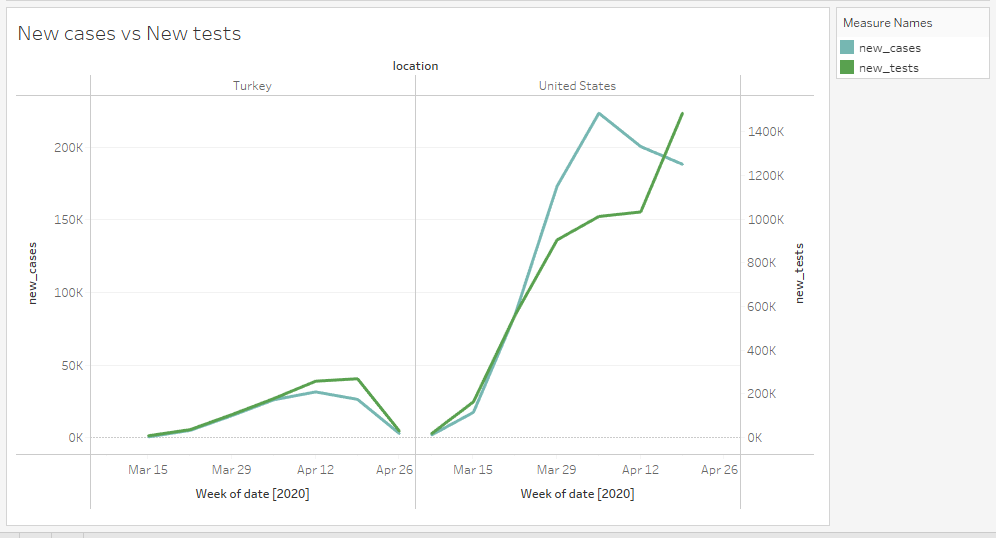 New cases vs New tests
Measure Names
new_cases
new_tests
location
Turkey
United States
200K
150K
100K
50K
0K
new_cases
1400K
1200K
1000K
800K
600K
400K
200K
0K
new_tests
Mar 15 Mar 29 Apr 12 Apr 26
Mar 15 Mar 29 Apr 12 Apr 26
Week of date [2020]
Week of date [2020]